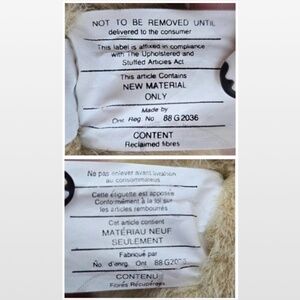 NOT TO BE REMOVED UNTIL
delivered to the consumer
This label is affixed in compliance
with The Upholstered and
Stuffed Articles Act
This article Contains
NEW MATERIAL
ONLY
Made by
Ont Reg No 88 G 2036
CONTENT
Reclaimed fibres
Ne pas enlever avant livraison
au consommateur
Cette étiquette est apposée
Conformément à la loi sur
les articles rembourrés
Cet article contient
MATÉRIAU NEUF
SEULEMENT
Fabriqué par
No. d'enrg. Ont 88 G2036
CONTENU
Fibres Récupérées